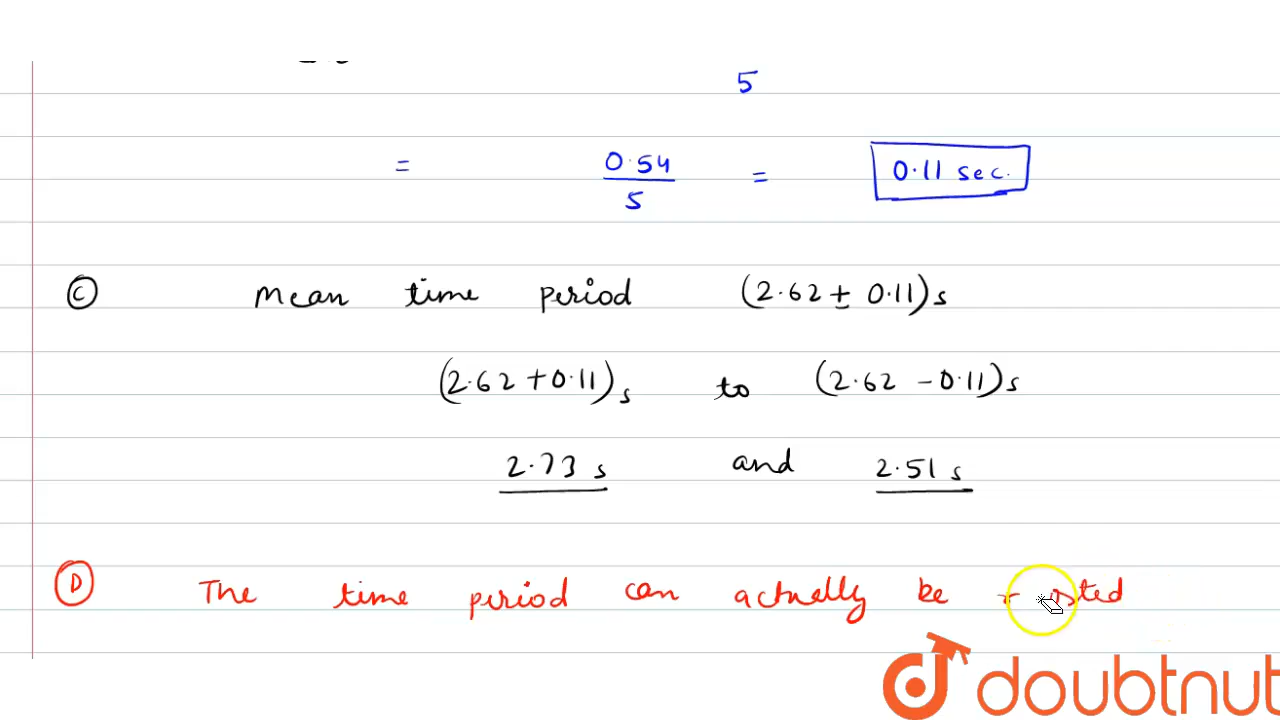 5
= 0.54/5 = 0.11 sec.
C Mean time period (2.62 ± 0.11)s
(2.62 + 0.11)s to (2.62 - 0.11)s
2.73 s and 2.51 s
D The time period can actually be
doubtnut